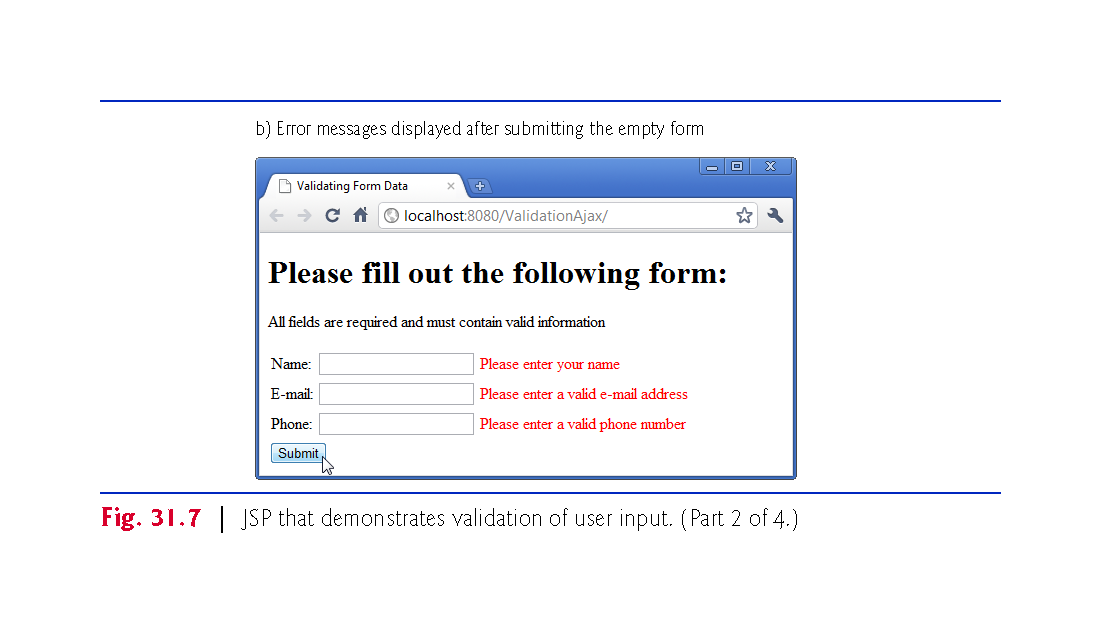 b) Error messages displayed after submitting the empty form
Validating Form Data
localhost:8080/ValidationAjax/
Please fill out the following form:
All fields are required and must contain valid information
Name: Please enter your name
E-mail: Please enter a valid e-mail address
Phone: Please enter a valid phone number
Submit
Fig. 31.7 | JSP that demonstrates validation of user input. (Part 2 of 4.)